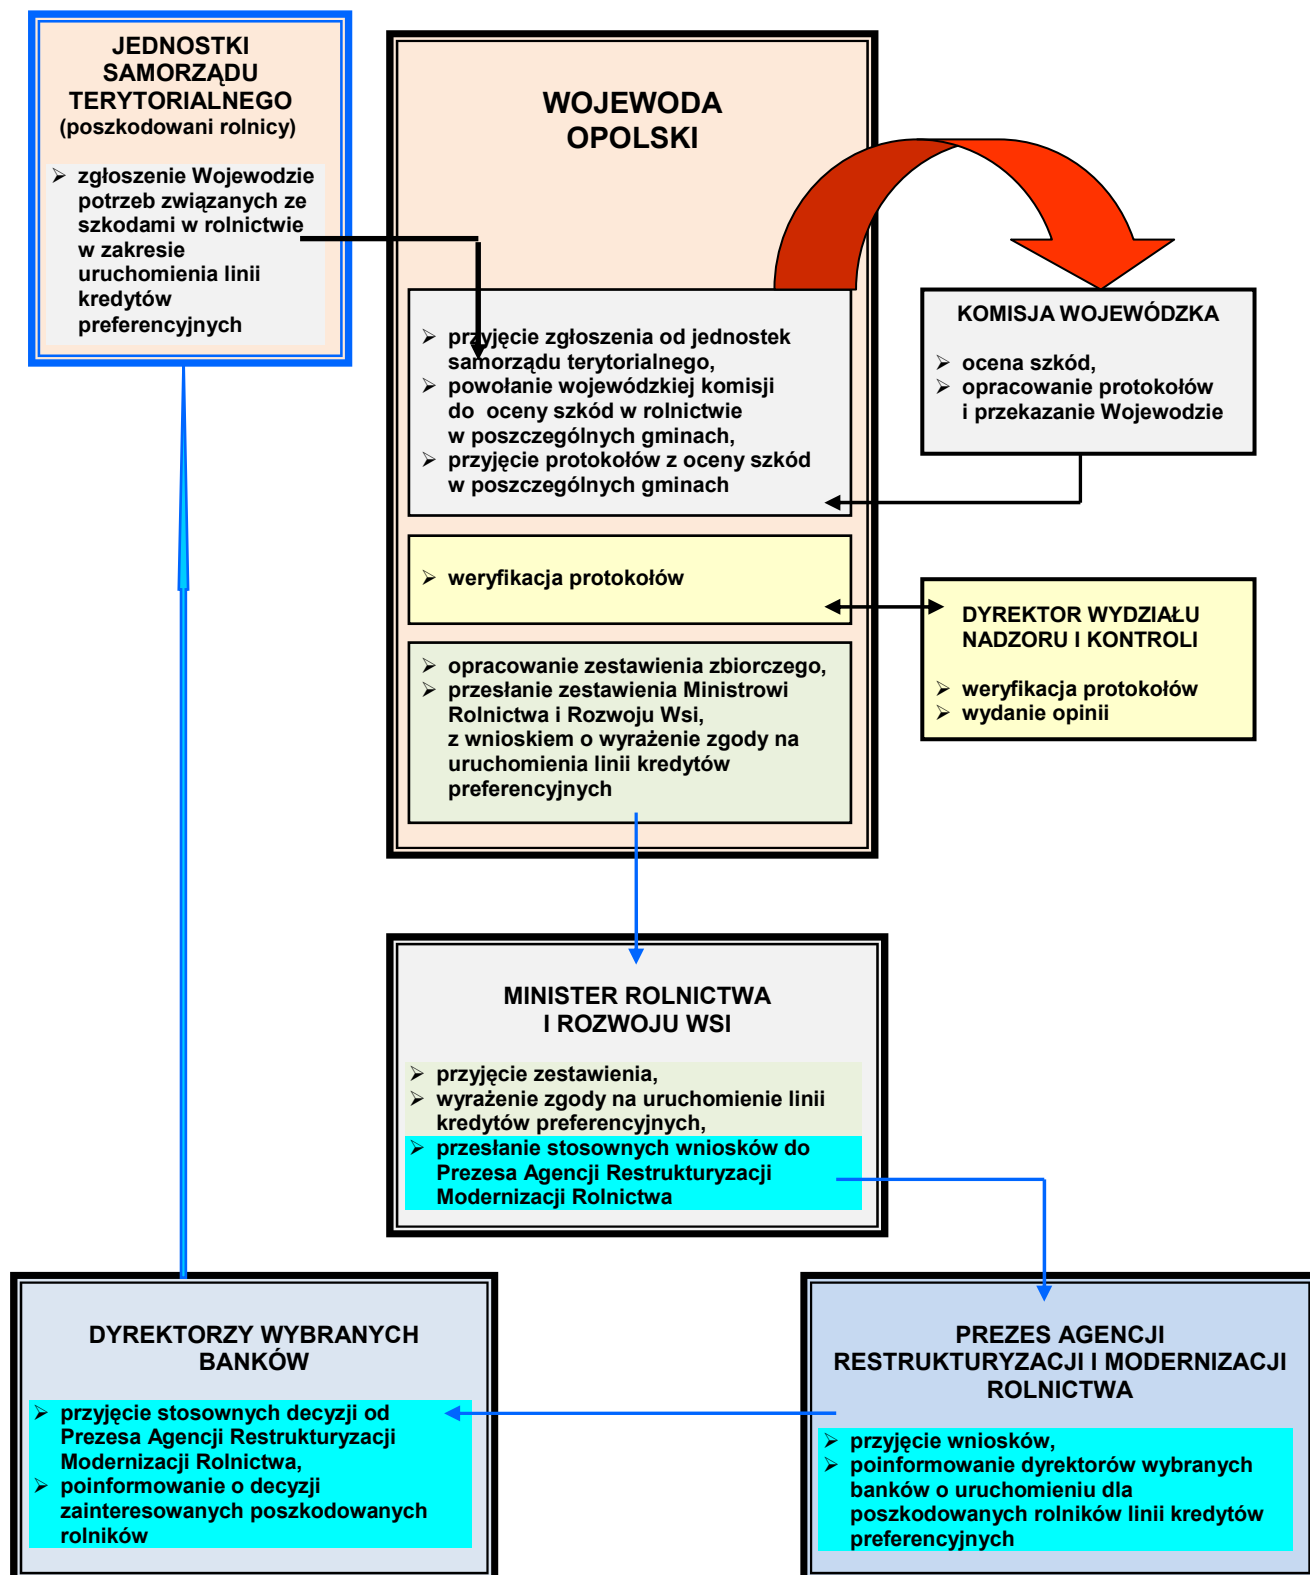 JEDNOSTKI
SAMORZĄDU
TERYTORIALNEGO
(poszkodowani rolnicy)
➢ zgłoszenie Wojewodzie
potrzeb związanych ze
szkodami w rolnictwie
w zakresie
uruchomienia linii
kredytów
preferencyjnych
WOJEWODA
OPOLSKI
➢ przyjęcie zgłoszenia od jednostek
samorządu terytorialnego,
➢ powołanie wojewódzkiej komisji
do oceny szkód w rolnictwie
w poszczególnych gminach,
➢ przyjęcie protokołów z oceny szkód
w poszczególnych gminach
KOMISJA WOJEWÓDZKA
➢ ocena szkód,
➢ opracowanie protokołów
i przekazanie Wojewodzie
➢ weryfikacja protokołów
DYREKTOR WYDZIAŁU
NADZORU I KONTROLI
➢ weryfikacja protokołów
➢ wydanie opinii
➢ opracowanie zestawienia zbiorczego,
➢ przesłanie zestawienia Ministrowi
Rolnictwa i Rozwoju Wsi,
z wnioskiem o wyrażenie zgody na
uruchomienia linii kredytów
preferencyjnych
MINISTER ROLNICTWA
I ROZWOJU WSI
➢ przyjęcie zestawienia,
➢ wyrażenie zgody na uruchomienie linii
kredytów preferencyjnych,
➢ przesłanie stosownych wniosków do
Prezesa Agencji Restrukturyzacji
Modernizacji Rolnictwa
DYREKTORZY WYBRANYCH
BANKÓW
➢ przyjęcie stosownych decyzji od
Prezesa Agencji Restrukturyzacji
Modernizacji Rolnictwa,
➢ poinformowanie o decyzji
zainteresowanych poszkodowanych
rolników
PREZES AGENCJI
RESTRUKTURYZACJI I MODERNIZACJI
ROLNICTWA
➢ przyjęcie wniosków,
➢ poinformowanie dyrektorów wybranych
banków o uruchomieniu dla
poszkodowanych rolników linii kredytów
preferencyjnych